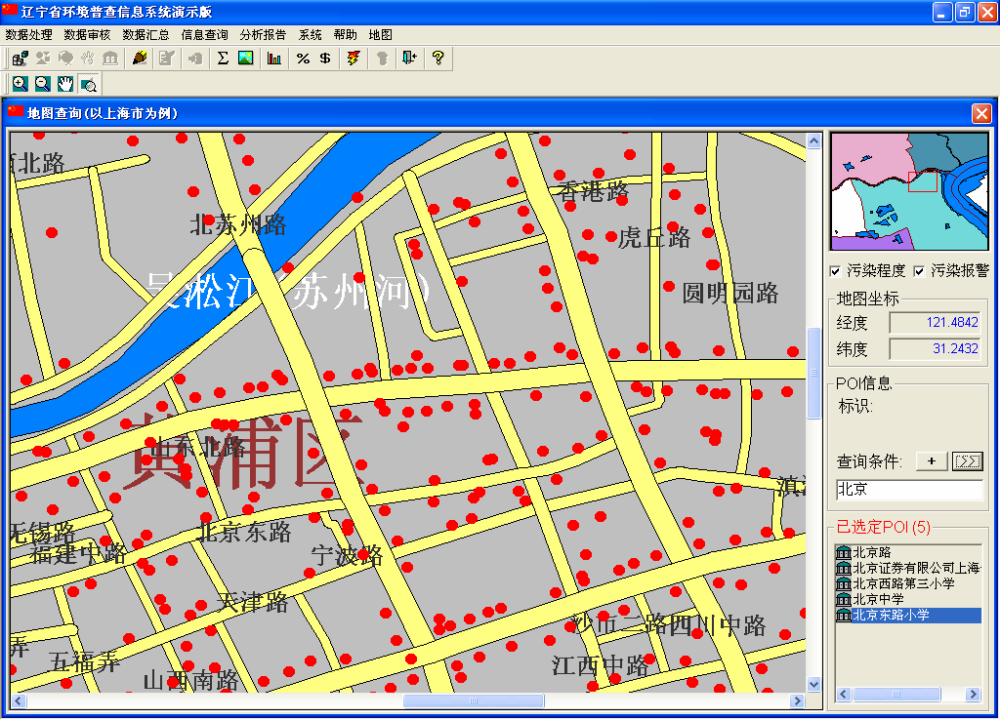 辽宁省环境普查信息系统演示版
数据处理 数据审核 数据汇总 信息查询 分析报告 系统 帮助 地图
Σ % $ ?
地图查询(以上海市为例)
北路
香港路
北苏州路
虎丘路
吴淞江(苏州河)
圆明园路
黄浦区
山东北路
滇
无锡路
北京东路
福建中路
宁波路
天津路
沙市二路
四川中路
弄
五福弄
江西中路
山西南路
污染程度 污染报警
地图坐标
经度 121.4842
纬度 31.2432
POI信息
标识:
查询条件: +
北京
已选定POI(5)
北京路
北京证券有限公司上海
北京西路第三小学
北京中学
北京东路小学